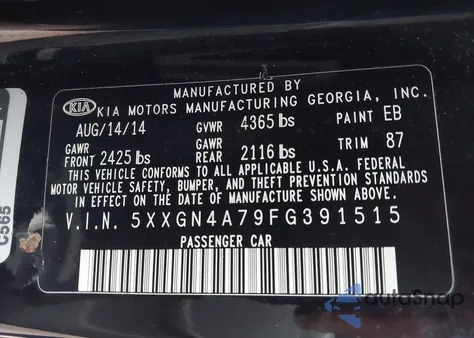 MANUFACTURED BY
KIA KIA MOTORS MANUFACTURING GEORGIA, INC.
AUG/14/14 GVWR 4365 lbs PAINT EB
GAWR GAWR TRIM 87
FRONT 2425 lbs REAR 2116 lbs
THIS VEHICLE CONFORMS TO ALL APPLICABLE U.S.A. FEDERAL
MOTOR VEHICLE SAFETY, BUMPER, AND THEFT PREVENTION STANDARDS
IN EFFECT ON THE DATE OF MANUFACTURE SHOWN ABOVE.
V.I.N. 5XXGN4A79FG391515
PASSENGER CAR
C565
autoSnap